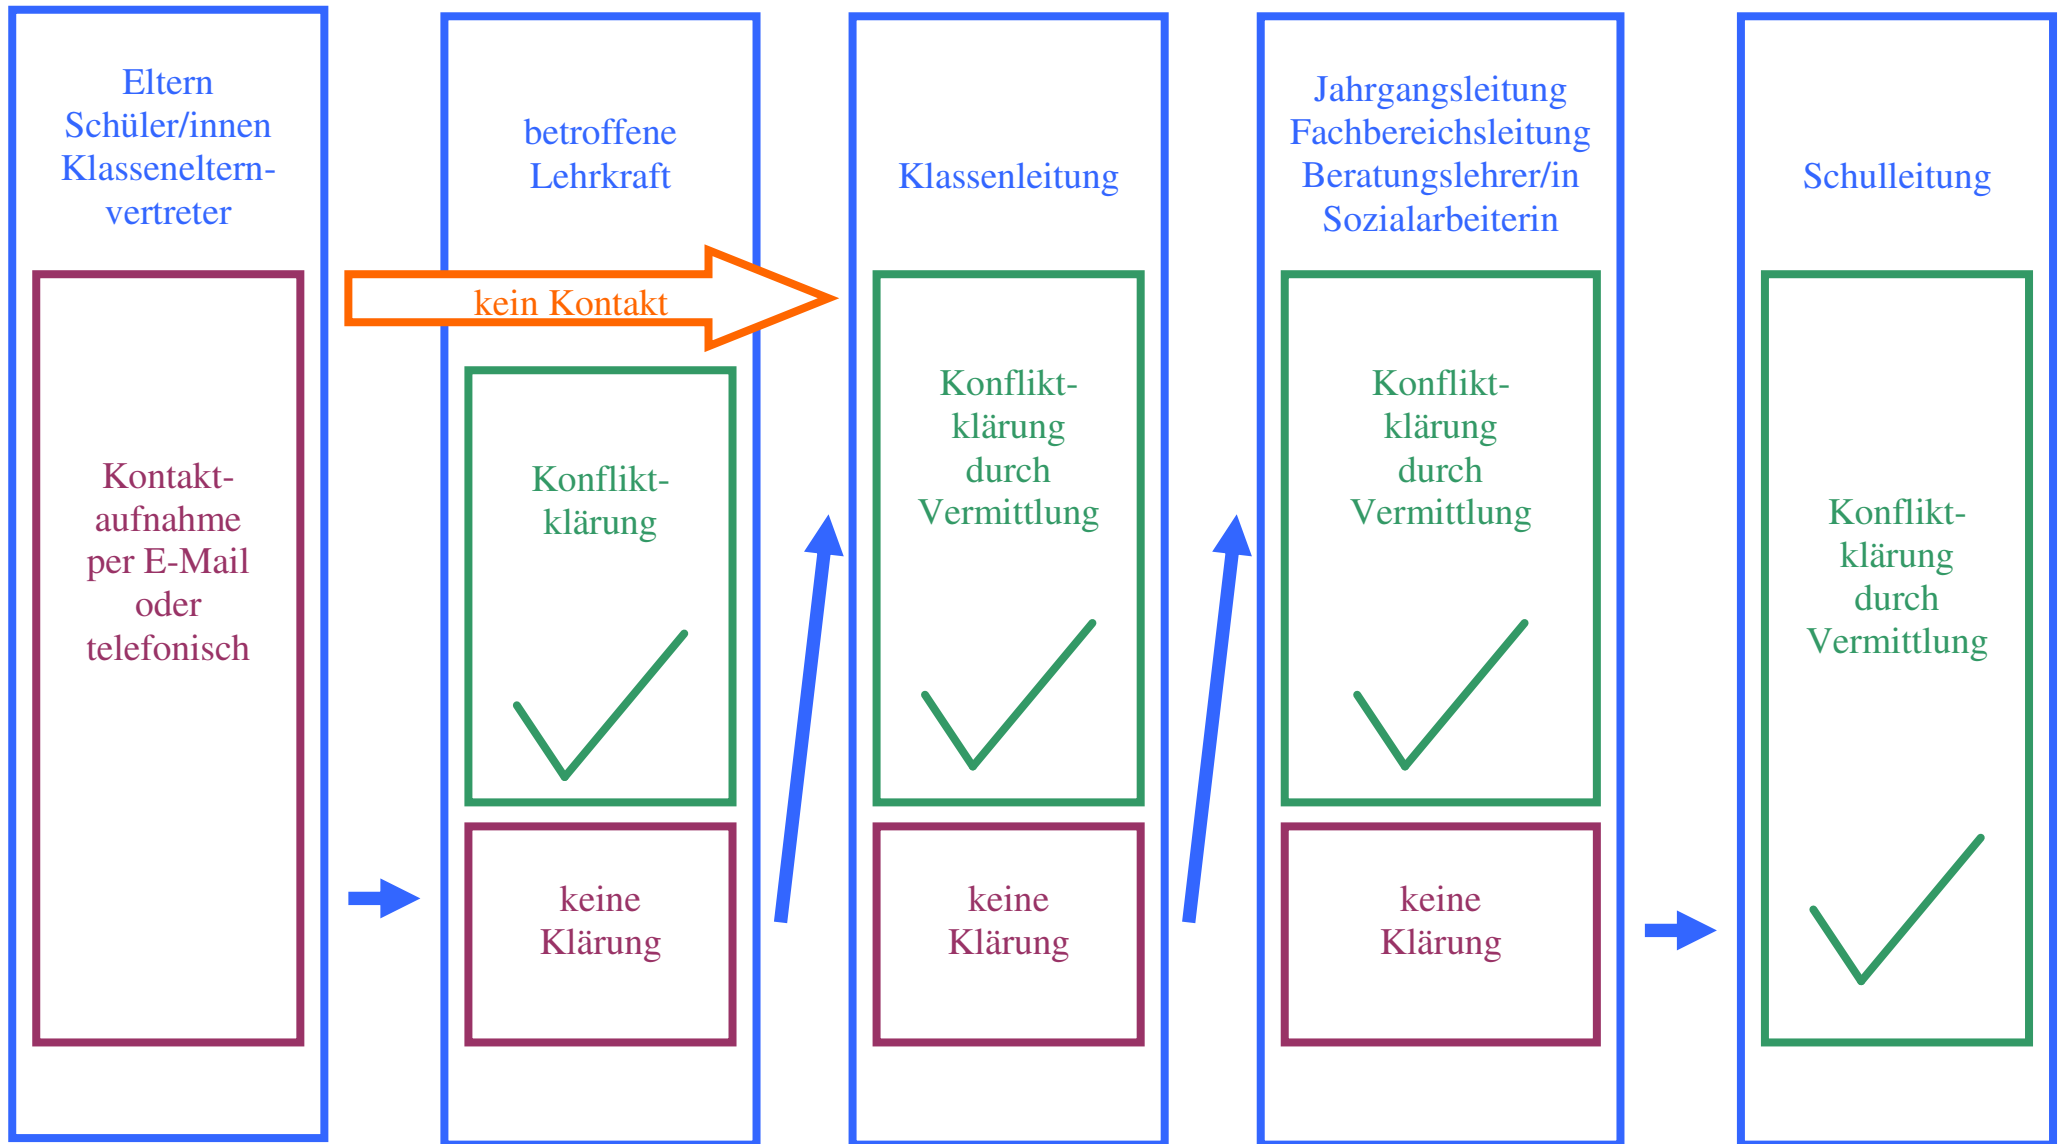 Eltern
Schüler/innen
Klasseneltern-
vertreter
Kontakt-
aufnahme
per E-Mail
oder
telefonisch
betroffene
Lehrkraft
kein Kontakt
Konflikt-
klärung
keine
Klärung
Klassenleitung
Konflikt-
klärung
durch
Vermittlung
keine
Klärung
Jahrgangsleitung
Fachbereichsleitung
Beratungslehrer/in
Sozialarbeiterin
Konflikt-
klärung
durch
Vermittlung
keine
Klärung
Schulleitung
Konflikt-
klärung
durch
Vermittlung